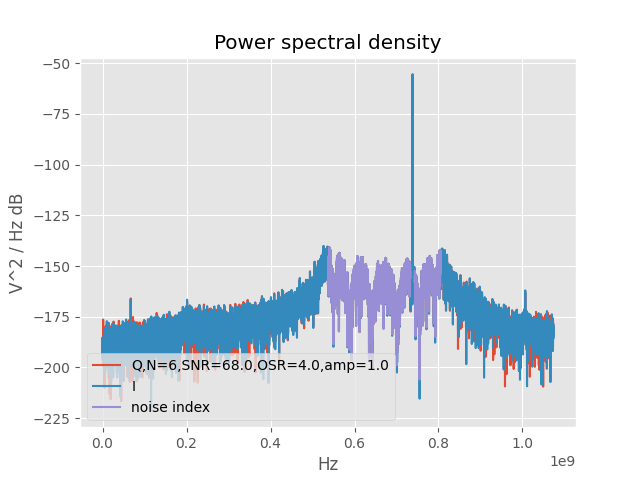 Power spectral density
V^2 / Hz dB
−50
−75
−100
−125
−150
−175
−200
−225
Q,N=6,SNR=68.0,OSR=4.0,amp=1.0
I
noise index
0.0 0.2 0.4 0.6 0.8 1.0
1e9
Hz